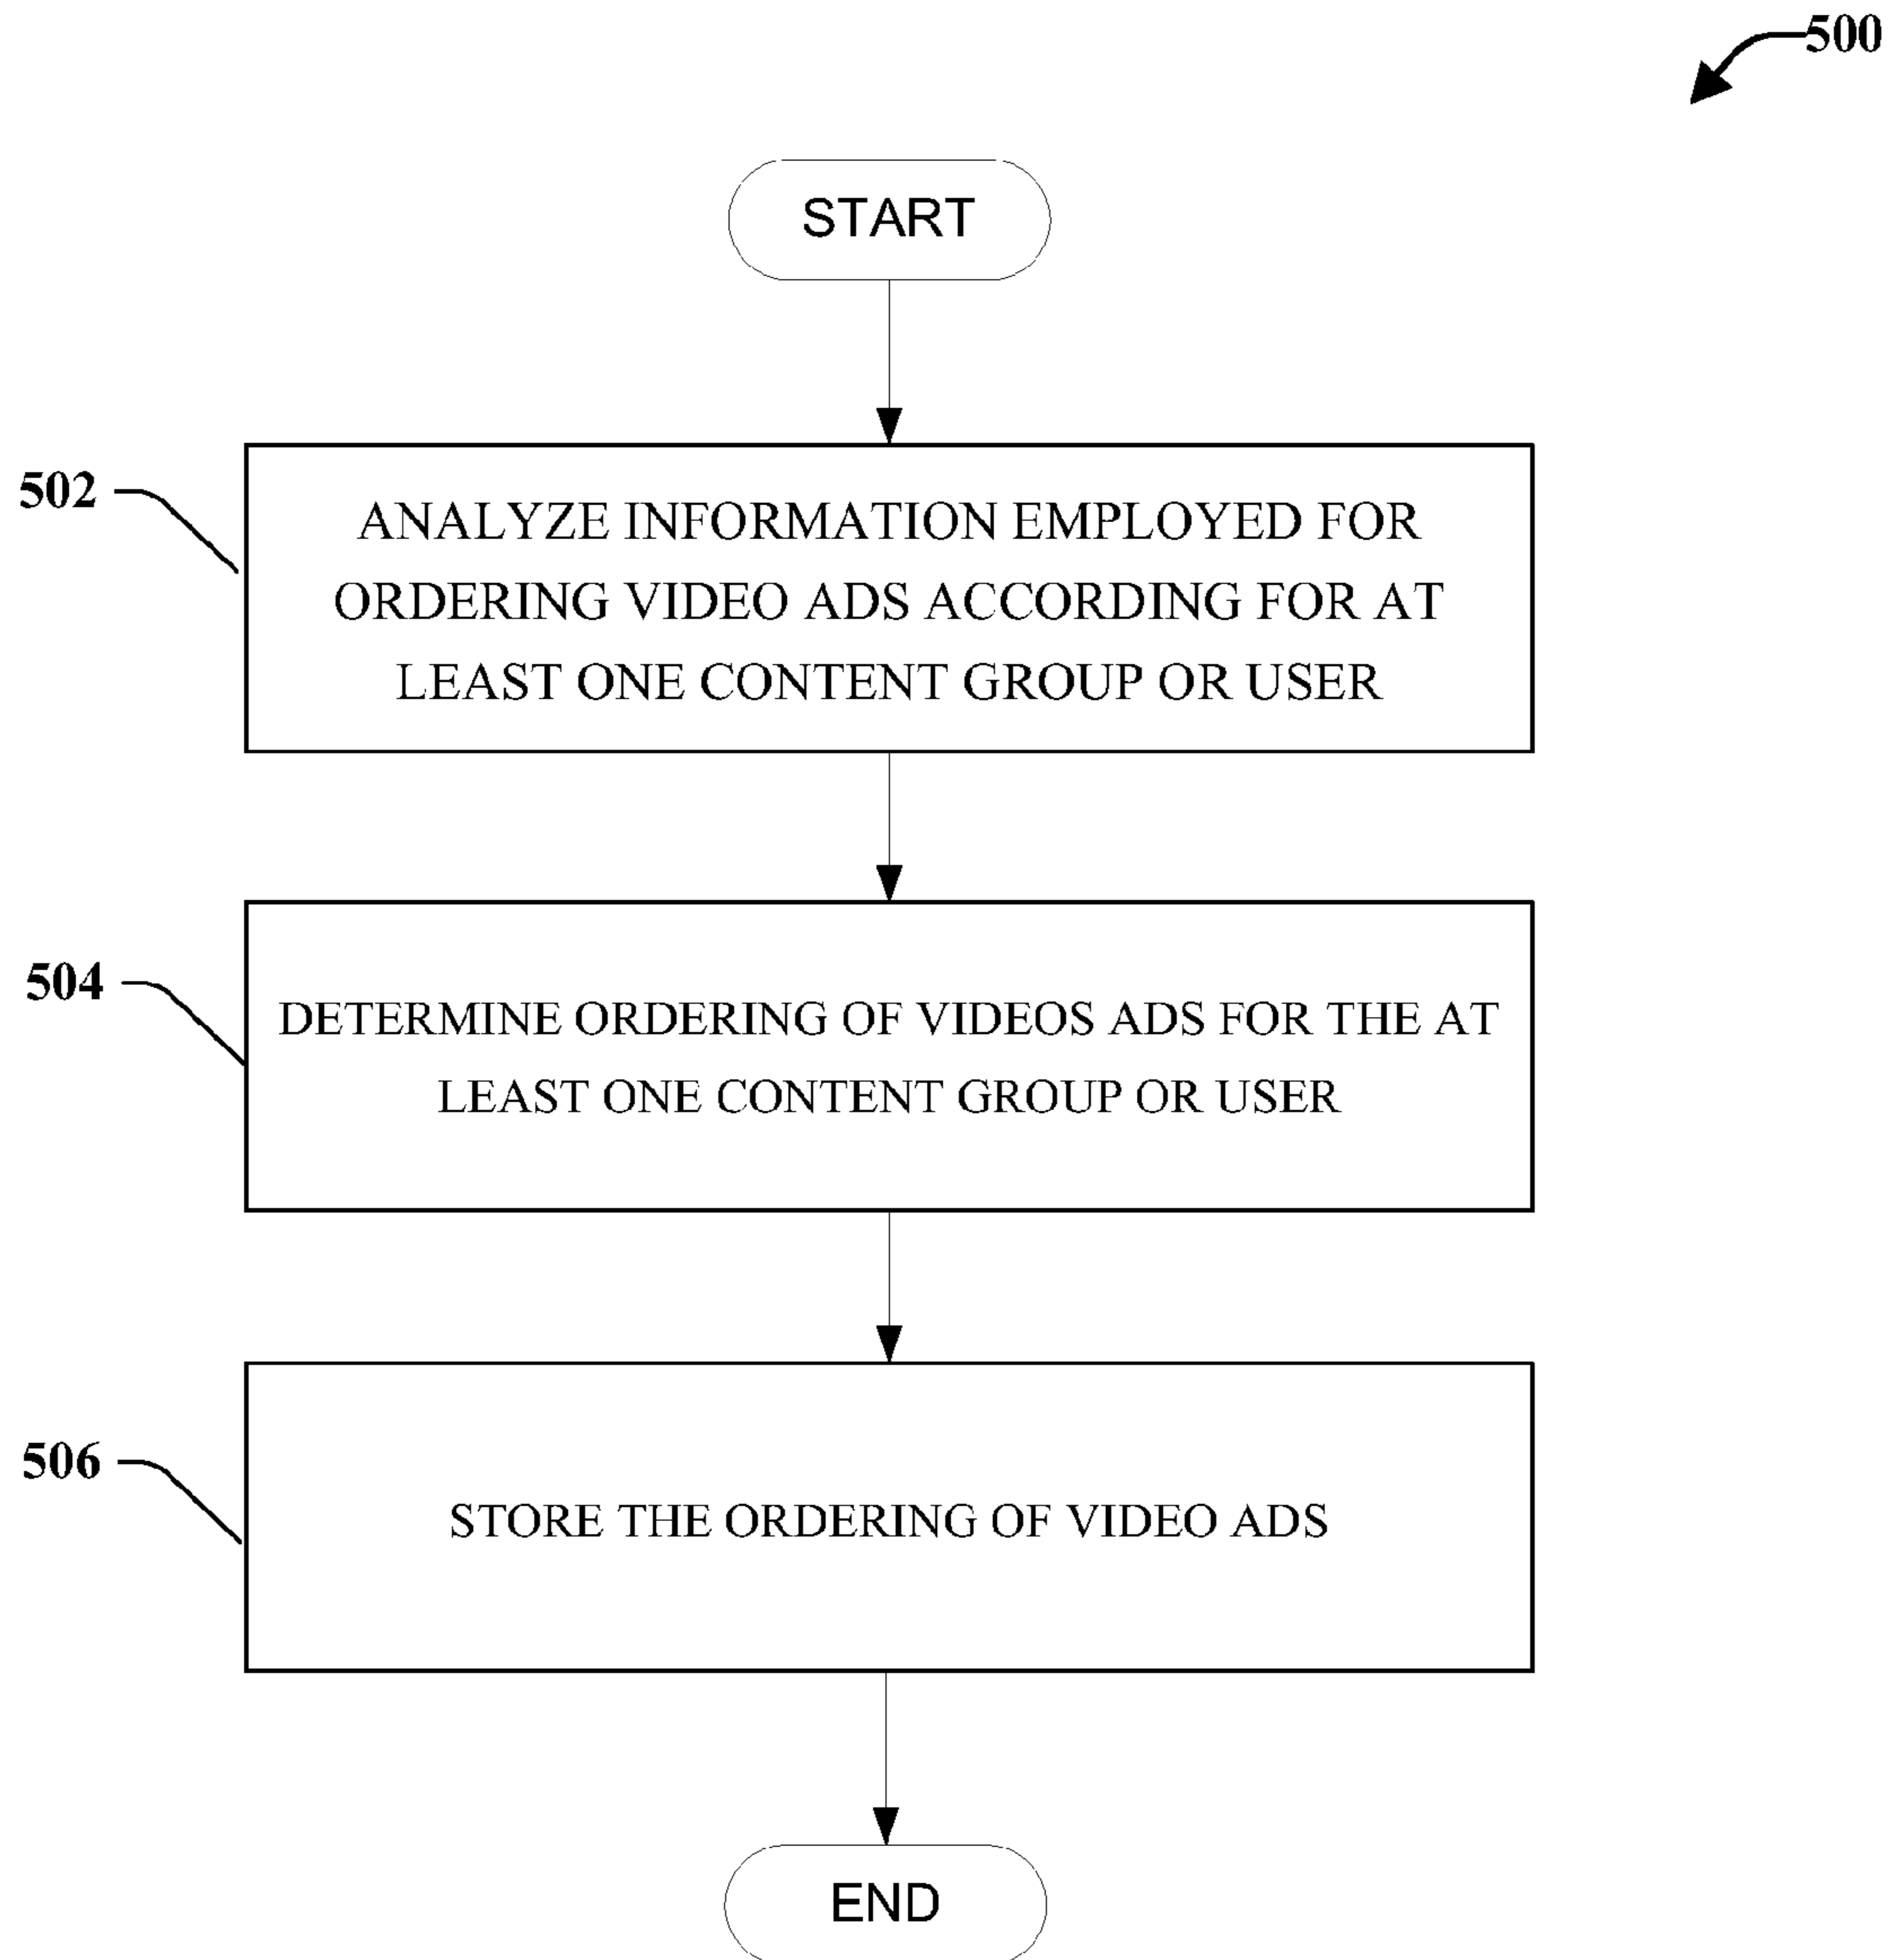 500
START
502
ANALYZE INFORMATION EMPLOYED FOR
ORDERING VIDEO ADS ACCORDING FOR AT
LEAST ONE CONTENT GROUP OR USER
504
DETERMINE ORDERING OF VIDEOS ADS FOR THE AT
LEAST ONE CONTENT GROUP OR USER
506
STORE THE ORDERING OF VIDEO ADS
END